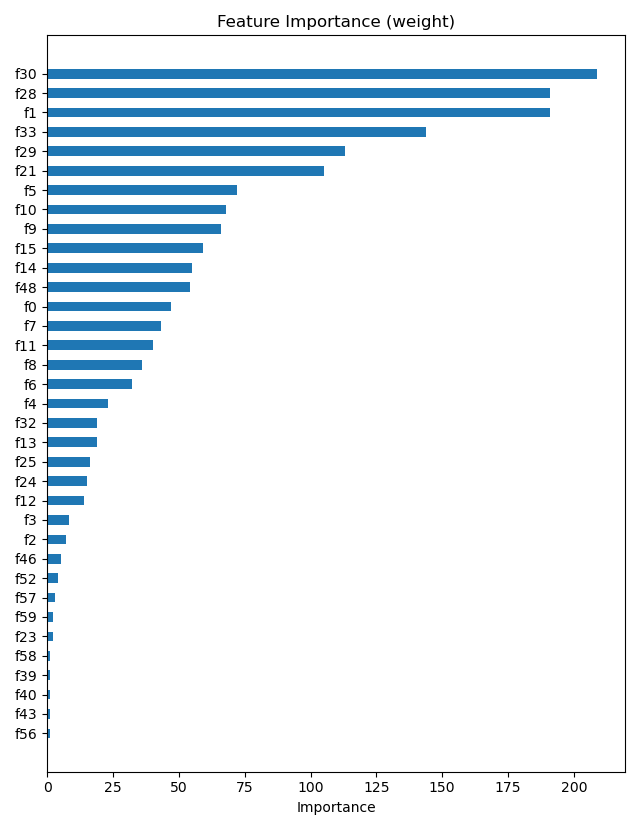 Feature Importance (weight)
f30
f28
f1
f33
f29
f21
f5
f10
f9
f15
f14
f48
f0
f7
f11
f8
f6
f4
f32
f13
f25
f24
f12
f3
f2
f46
f52
f57
f59
f23
f58
f39
f40
f43
f56
0 25 50 75 100 125 150 175 200
Importance